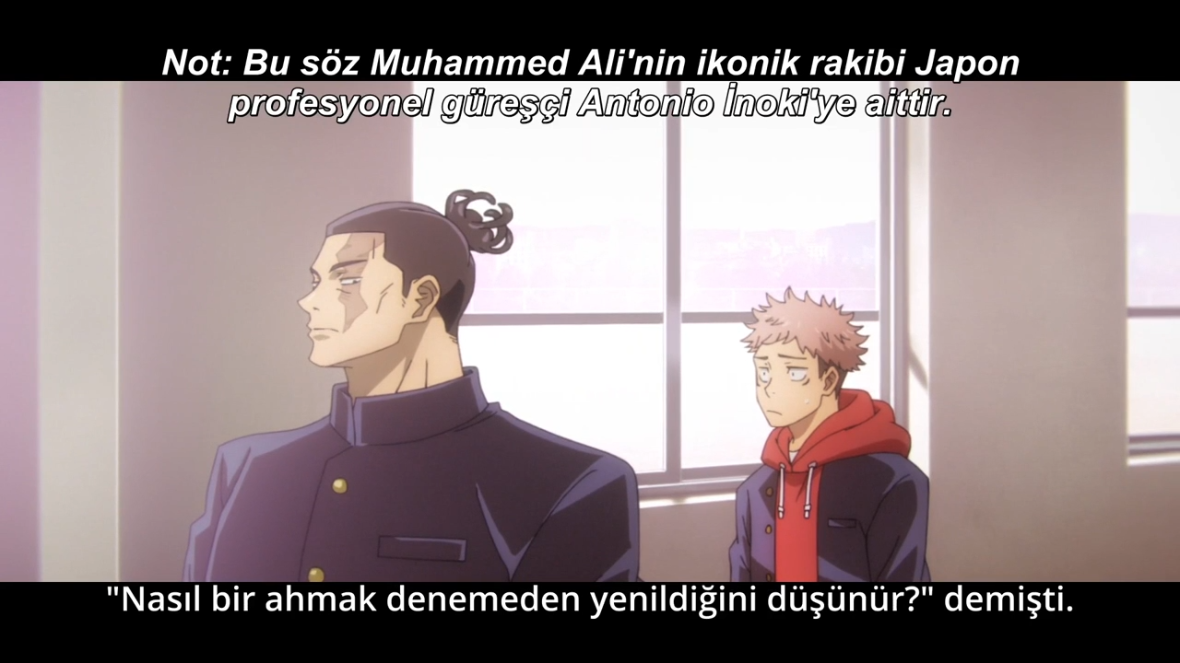 Not: Bu söz Muhammed Ali'nin ikonik rakibi Japon
profesyonel güreşçi Antonio İnoki'ye aittir.
"Nasıl bir ahmak denemeden yenildiğini düşünür?" demişti.